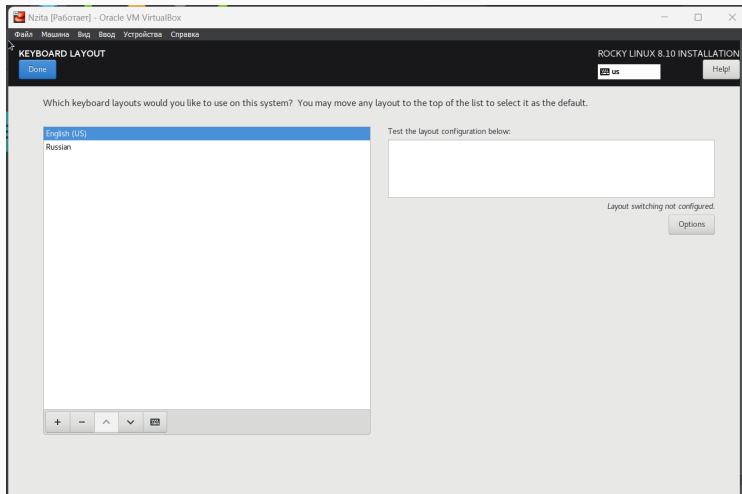 Nzita [Работает] - Oracle VM VirtualBox
Файл Машина Вид Ввод Устройства Справка
KEYBOARD LAYOUT
ROCKY LINUX 8.10 INSTALLATION
Done
us
Help!
Which keyboard layouts would you like to use on this system? You may move any layout to the top of the list to select it as the default.
English (US)
Russian
Test the layout configuration below:
Layout switching not configured.
Options